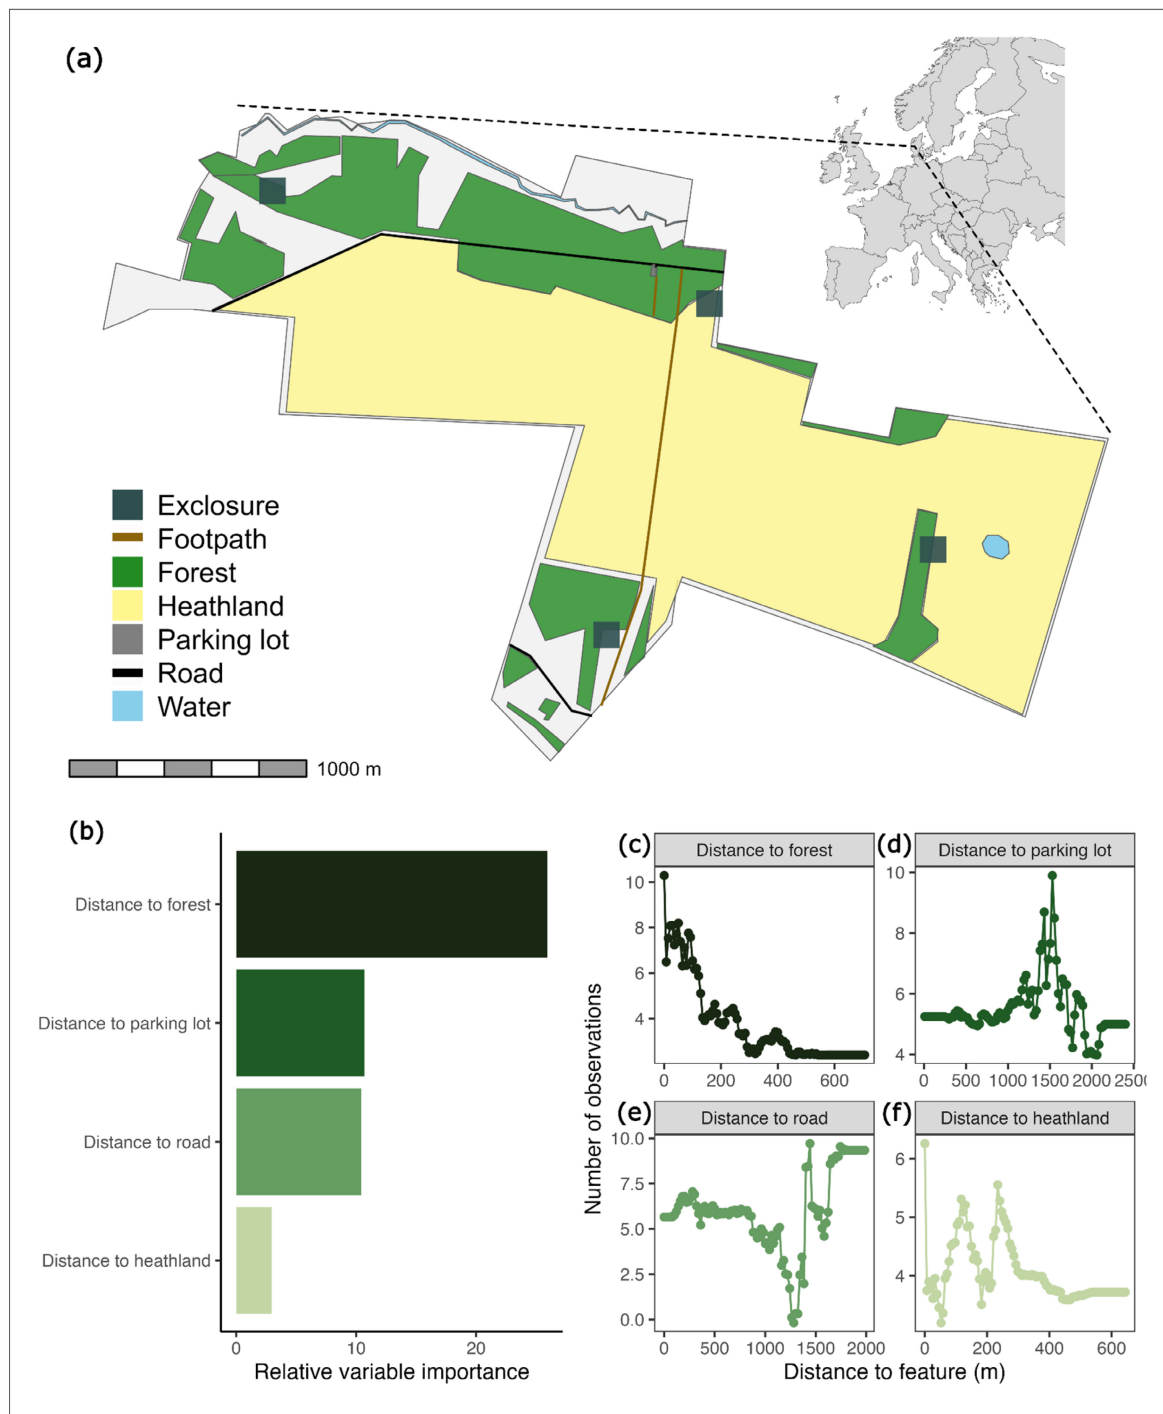 (a)
Exclosure
Footpath
Forest
Heathland
Parking lot
Road
Water
1000 m
(b)
Distance to forest
Distance to parking lot
Distance to road
Distance to heathland
0 10 20
Relative variable importance
Number of observations
(c) Distance to forest
10
8
6
4
0 200 400 600
(d) Distance to parking lot
10
8
6
4
0 500 1000 1500 2000 2500
(e) Distance to road
10.0
7.5
5.0
2.5
0.0
0 500 1000 1500 2000
(f) Distance to heathland
6
5
4
0 200 400 600
Distance to feature (m)